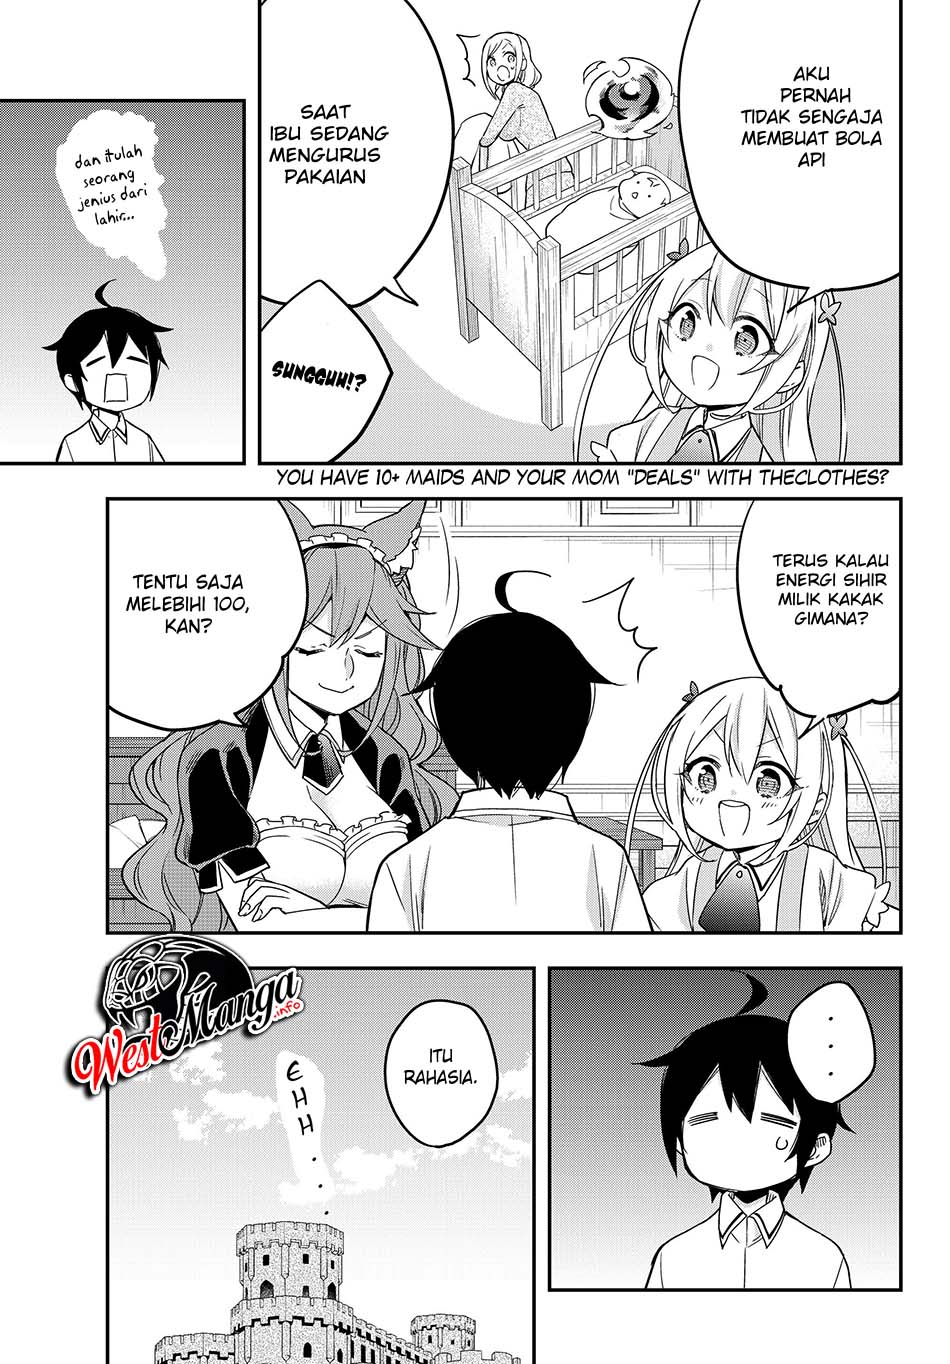 AKU
PERNAH
TIDAK SENGAJA
MEMBUAT BOLA
API
SAAT
IBU SEDANG
MENGURUS
PAKAIAN
SUNGGUH!?
dan itulah
seorang
jenius dari
lahir...
YOU HAVE 10+ MAIDS AND YOUR MOM "DEALS" WITH THECLOTHES?
TERUS KALAU
ENERGI SIHIR
MILIK KAKAK
GIMANA?
TENTU SAJA
MELEBIHI 100,
KAN?
...
ITU
RAHASIA.
EHH...
WestManga
.info